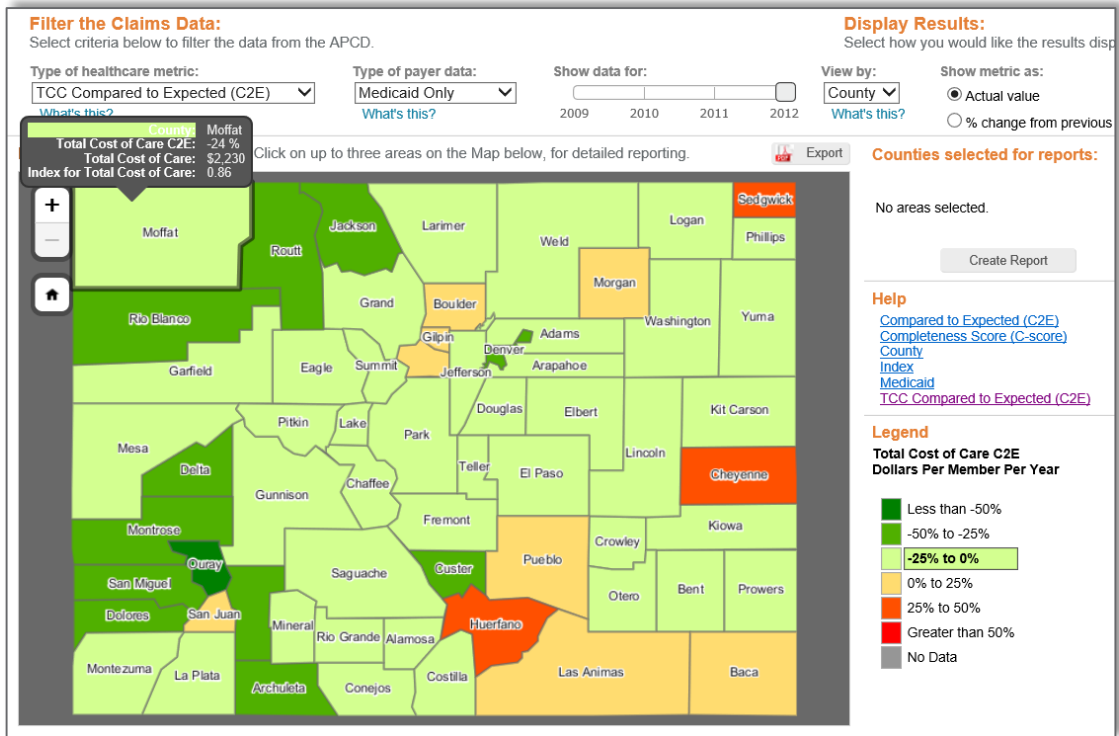 Filter the Claims Data:
Select criteria below to filter the data from the APCD.
Display Results:
Select how you would like the results disp
Type of healthcare metric:
TCC Compared to Expected (C2E)
What's this?
Type of payer data:
Medicaid Only
What's this?
Show data for:
2009 2010 2011 2012
View by:
County
What's this?
Show metric as:
Actual value
% change from previous
County: Moffat
Total Cost of Care C2E: -24 %
Total Cost of Care: $2,230
Index for Total Cost of Care: 0.86
Click on up to three areas on the Map below, for detailed reporting.
Export
+
−
Moffat
Routt
Jackson
Larimer
Weld
Logan
Sedgwick
Phillips
Morgan
Rio Blanco
Grand
Boulder
Gilpin
Washington
Yuma
Adams
Denver
Arapahoe
Garfield
Eagle
Summit
Jefferson
Douglas
Elbert
Kit Carson
Pitkin
Lake
Park
Mesa
Delta
Teller
El Paso
Lincoln
Cheyenne
Gunnison
Chaffee
Montrose
Fremont
Kiowa
Crowley
Pueblo
Ouray
Saguache
Custer
San Miguel
Otero
Bent
Prowers
Dolores
San Juan
Mineral
Rio Grande
Alamosa
Huerfano
Montezuma
La Plata
Archuleta
Conejos
Costilla
Las Animas
Baca
Counties selected for reports:
No areas selected.
Create Report
Help
Compared to Expected (C2E)
Completeness Score (C-score)
County
Index
Medicaid
TCC Compared to Expected (C2E)
Legend
Total Cost of Care C2E
Dollars Per Member Per Year
Less than -50%
-50% to -25%
-25% to 0%
0% to 25%
25% to 50%
Greater than 50%
No Data